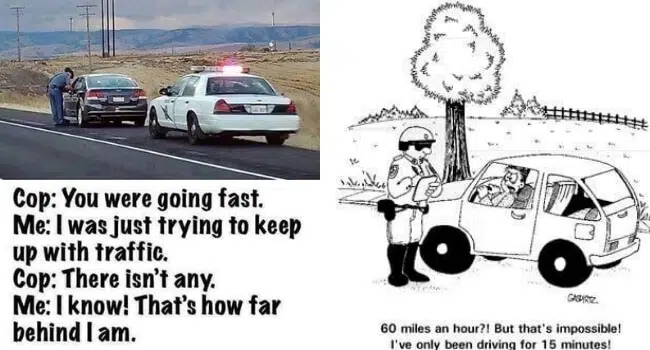 Cop: You were going fast.
Me: I was just trying to keep
up with traffic.
Cop: There isn't any.
Me: I know! That's how far
behind I am.
60 miles an hour?! But that's impossible!
I've only been driving for 15 minutes!